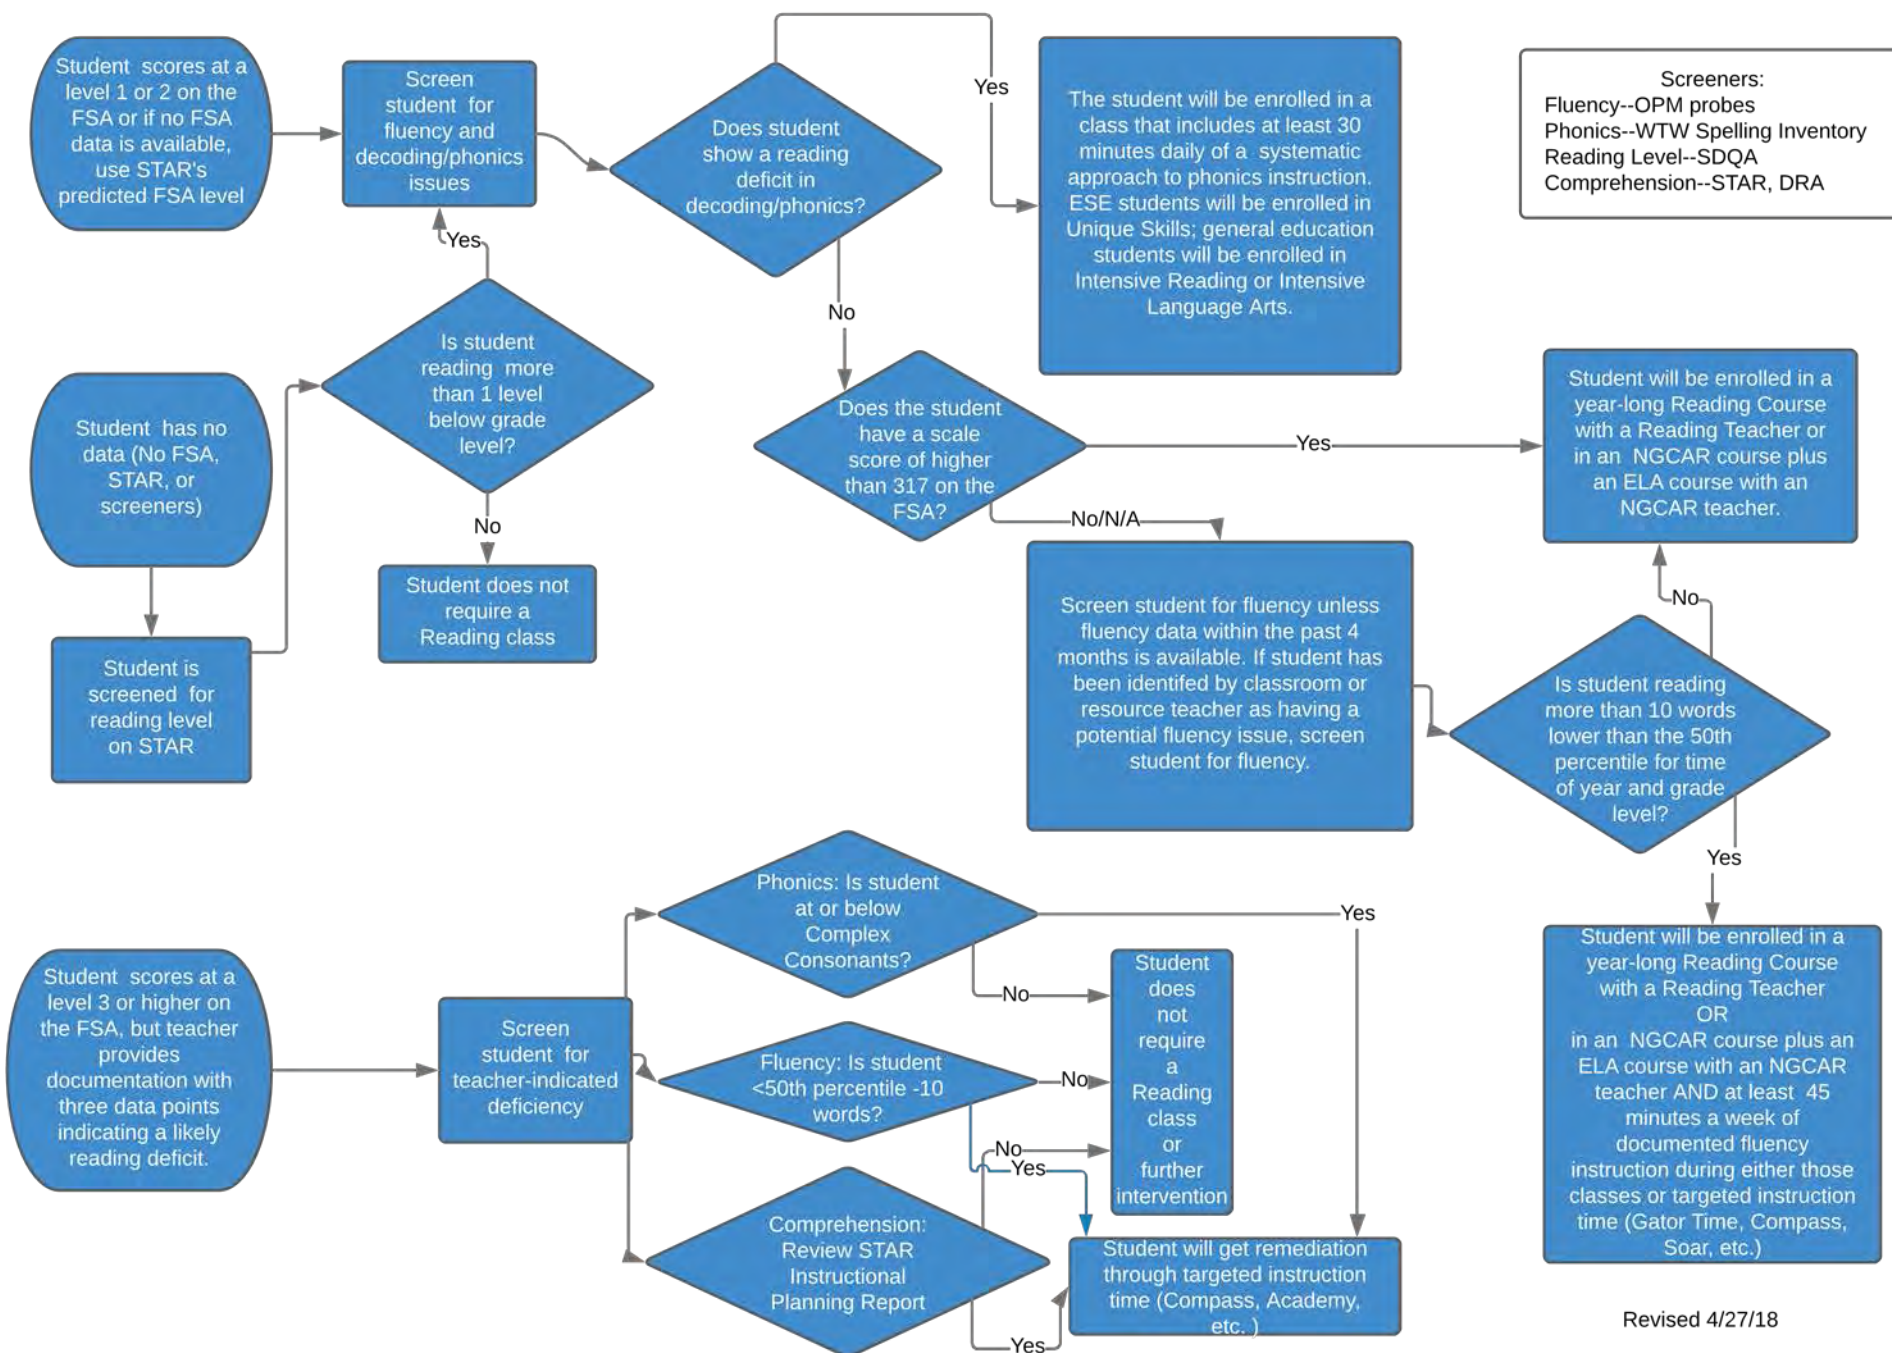 Student scores at a
level 1 or 2 on the
FSA or if no FSA
data is available,
use STAR's
predicted FSA level
Screen
student for
fluency and
decoding/phonics
issues
Does student
show a reading
deficit in
decoding/phonics?
Yes
The student will be enrolled in a
class that includes at least 30
minutes daily of a systematic
approach to phonics instruction.
ESE students will be enrolled in
Unique Skills; general education
students will be enrolled in
Intensive Reading or Intensive
Language Arts.
Screeners:
Fluency--OPM probes
Phonics--WTW Spelling Inventory
Reading Level--SDQA
Comprehension--STAR, DRA
Yes
No
Is student
reading more
than 1 level
below grade
level?
Student has no
data (No FSA,
STAR, or
screeners)
No
Student does not
require a
Reading class
Student is
screened for
reading level
on STAR
Does the student
have a scale
score of higher
than 317 on the
FSA?
Yes
Student will be enrolled in a
year-long Reading Course
with a Reading Teacher or
in an NGCAR course plus
an ELA course with an
NGCAR teacher.
No/N/A
Screen student for fluency unless
fluency data within the past 4
months is available. If student has
been identifed by classroom or
resource teacher as having a
potential fluency issue, screen
student for fluency.
No
Is student reading
more than 10 words
lower than the 50th
percentile for time
of year and grade
level?
Yes
Student will be enrolled in a
year-long Reading Course
with a Reading Teacher
OR
in an NGCAR course plus an
ELA course with an NGCAR
teacher AND at least 45
minutes a week of
documented fluency
instruction during either those
classes or targeted instruction
time (Gator Time, Compass,
Soar, etc.)
Student scores at a
level 3 or higher on
the FSA, but teacher
provides
documentation with
three data points
indicating a likely
reading deficit.
Screen
student for
teacher-indicated
deficiency
Phonics: Is student
at or below
Complex
Consonants?
Yes
No
Fluency: Is student
<50th percentile -10
words?
No
Yes
Comprehension:
Review STAR
Instructional
Planning Report
No
Yes
Student
does
not
require
a
Reading
class
or
further
intervention
Student will get remediation
through targeted instruction
time (Compass, Academy,
etc. )
Revised 4/27/18